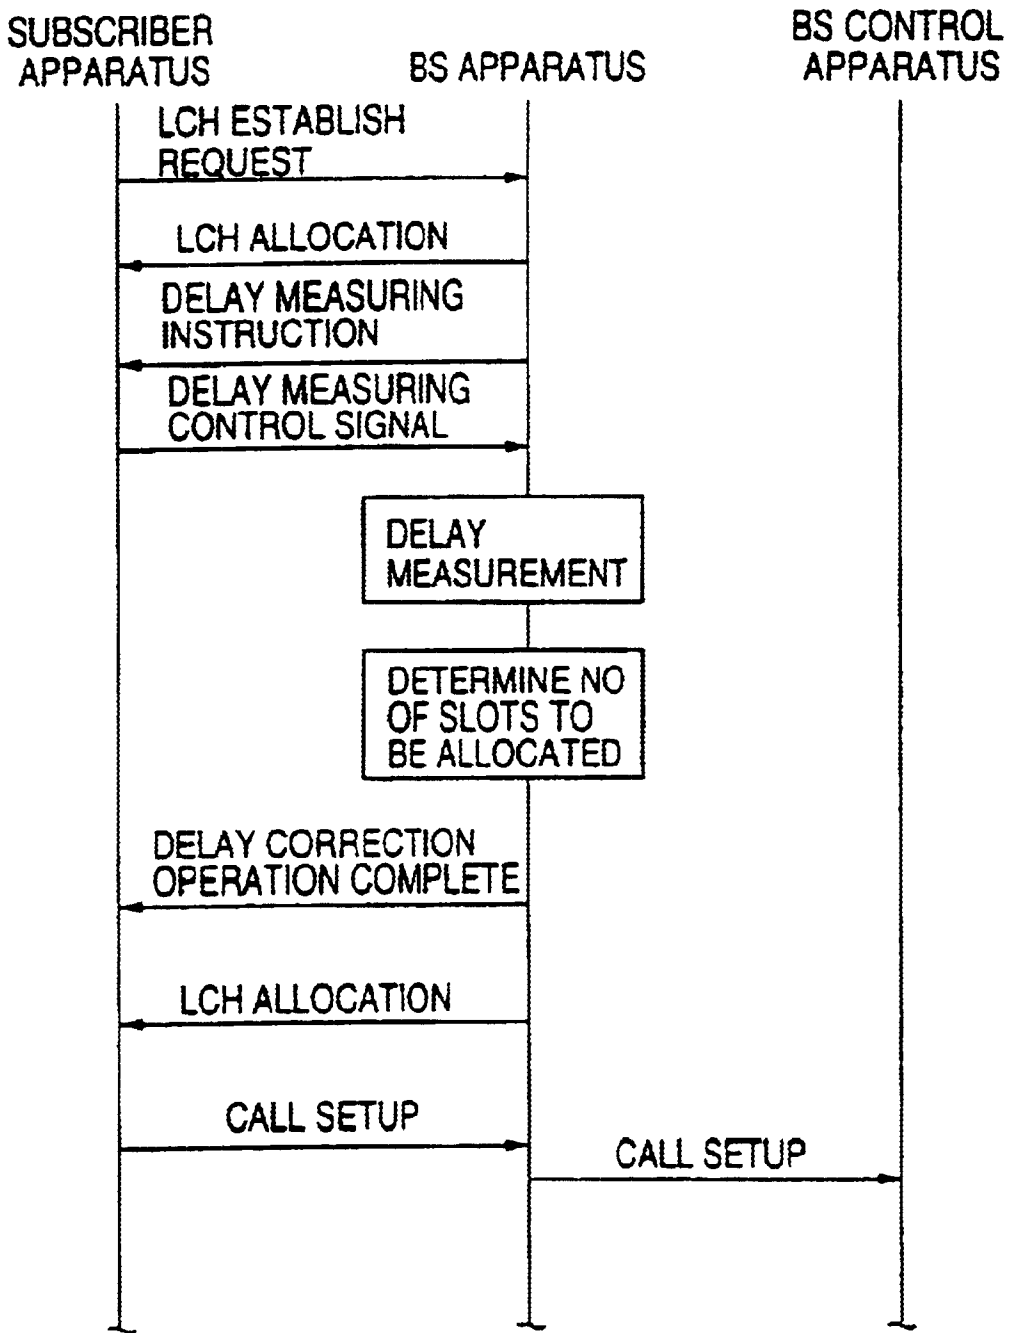 SUBSCRIBER
APPARATUS
BS APPARATUS
BS CONTROL
APPARATUS
LCH ESTABLISH
REQUEST
LCH ALLOCATION
DELAY MEASURING
INSTRUCTION
DELAY MEASURING
CONTROL SIGNAL
DELAY
MEASUREMENT
DETERMINE NO
OF SLOTS TO
BE ALLOCATED
DELAY CORRECTION
OPERATION COMPLETE
LCH ALLOCATION
CALL SETUP
CALL SETUP